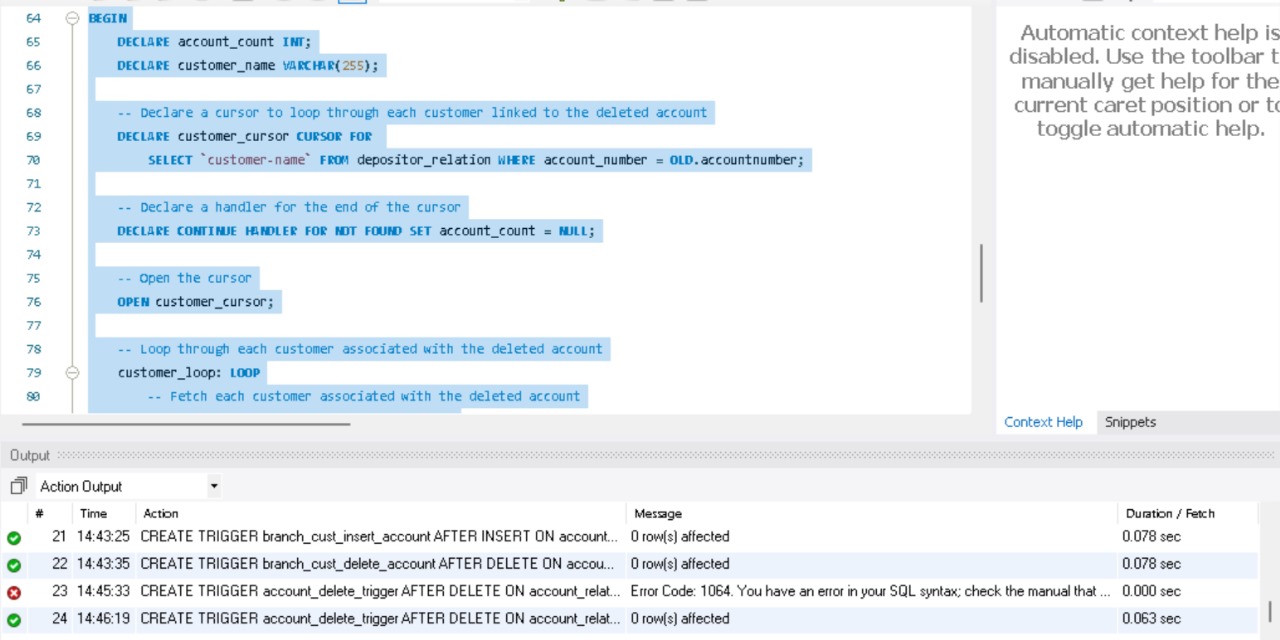 64 BEGIN
65 DECLARE account_count INT;
66 DECLARE customer_name VARCHAR(255);
67
68 -- Declare a cursor to loop through each customer linked to the deleted account
69 DECLARE customer_cursor CURSOR FOR
70 SELECT `customer-name` FROM depositor_relation WHERE account_number = OLD.accountnumber;
71
72 -- Declare a handler for the end of the cursor
73 DECLARE CONTINUE HANDLER FOR NOT FOUND SET account_count = NULL;
74
75 -- Open the cursor
76 OPEN customer_cursor;
77
78 -- Loop through each customer associated with the deleted account
79 customer_loop: LOOP
80 -- Fetch each customer associated with the deleted account
Automatic context help is
disabled. Use the toolbar t
manually get help for the
current caret position or to
toggle automatic help.
Context Help Snippets
Output
Action Output
# Time Action Message Duration / Fetch
21 14:43:25 CREATE TRIGGER branch_cust_insert_account AFTER INSERT ON account... 0 row(s) affected 0.078 sec
22 14:43:35 CREATE TRIGGER branch_cust_delete_account AFTER DELETE ON accou... 0 row(s) affected 0.078 sec
23 14:45:33 CREATE TRIGGER account_delete_trigger AFTER DELETE ON account_relat... Error Code: 1064. You have an error in your SQL syntax; check the manual that ... 0.000 sec
24 14:46:19 CREATE TRIGGER account_delete_trigger AFTER DELETE ON account_relat... 0 row(s) affected 0.063 sec